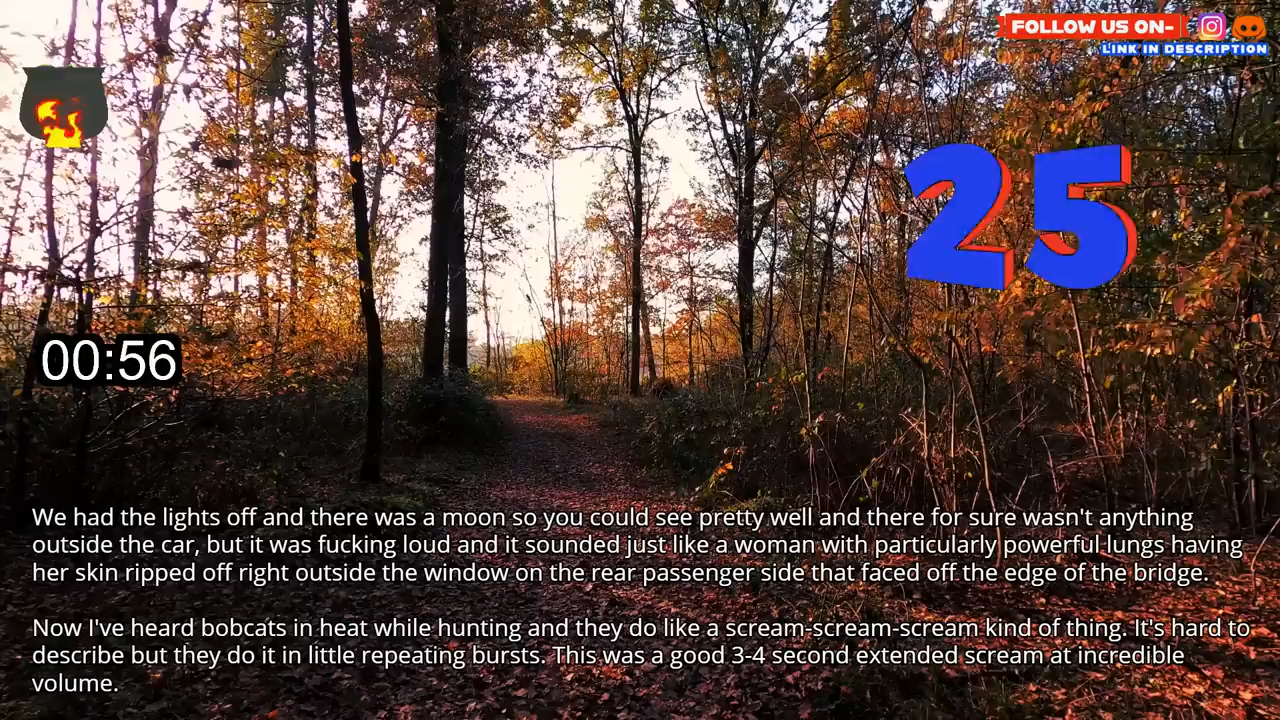 FOLLOW US ON-
LINK IN DESCRIPTION
25
00:56
We had the lights off and there was a moon so you could see pretty well and there for sure wasn't anything
outside the car, but it was fucking loud and it sounded just like a woman with particularly powerful lungs having
her skin ripped off right outside the window on the rear passenger side that faced off the edge of the bridge.
Now I've heard bobcats in heat while hunting and they do like a scream-scream-scream kind of thing. It's hard to
describe but they do it in little repeating bursts. This was a good 3-4 second extended scream at incredible
volume.